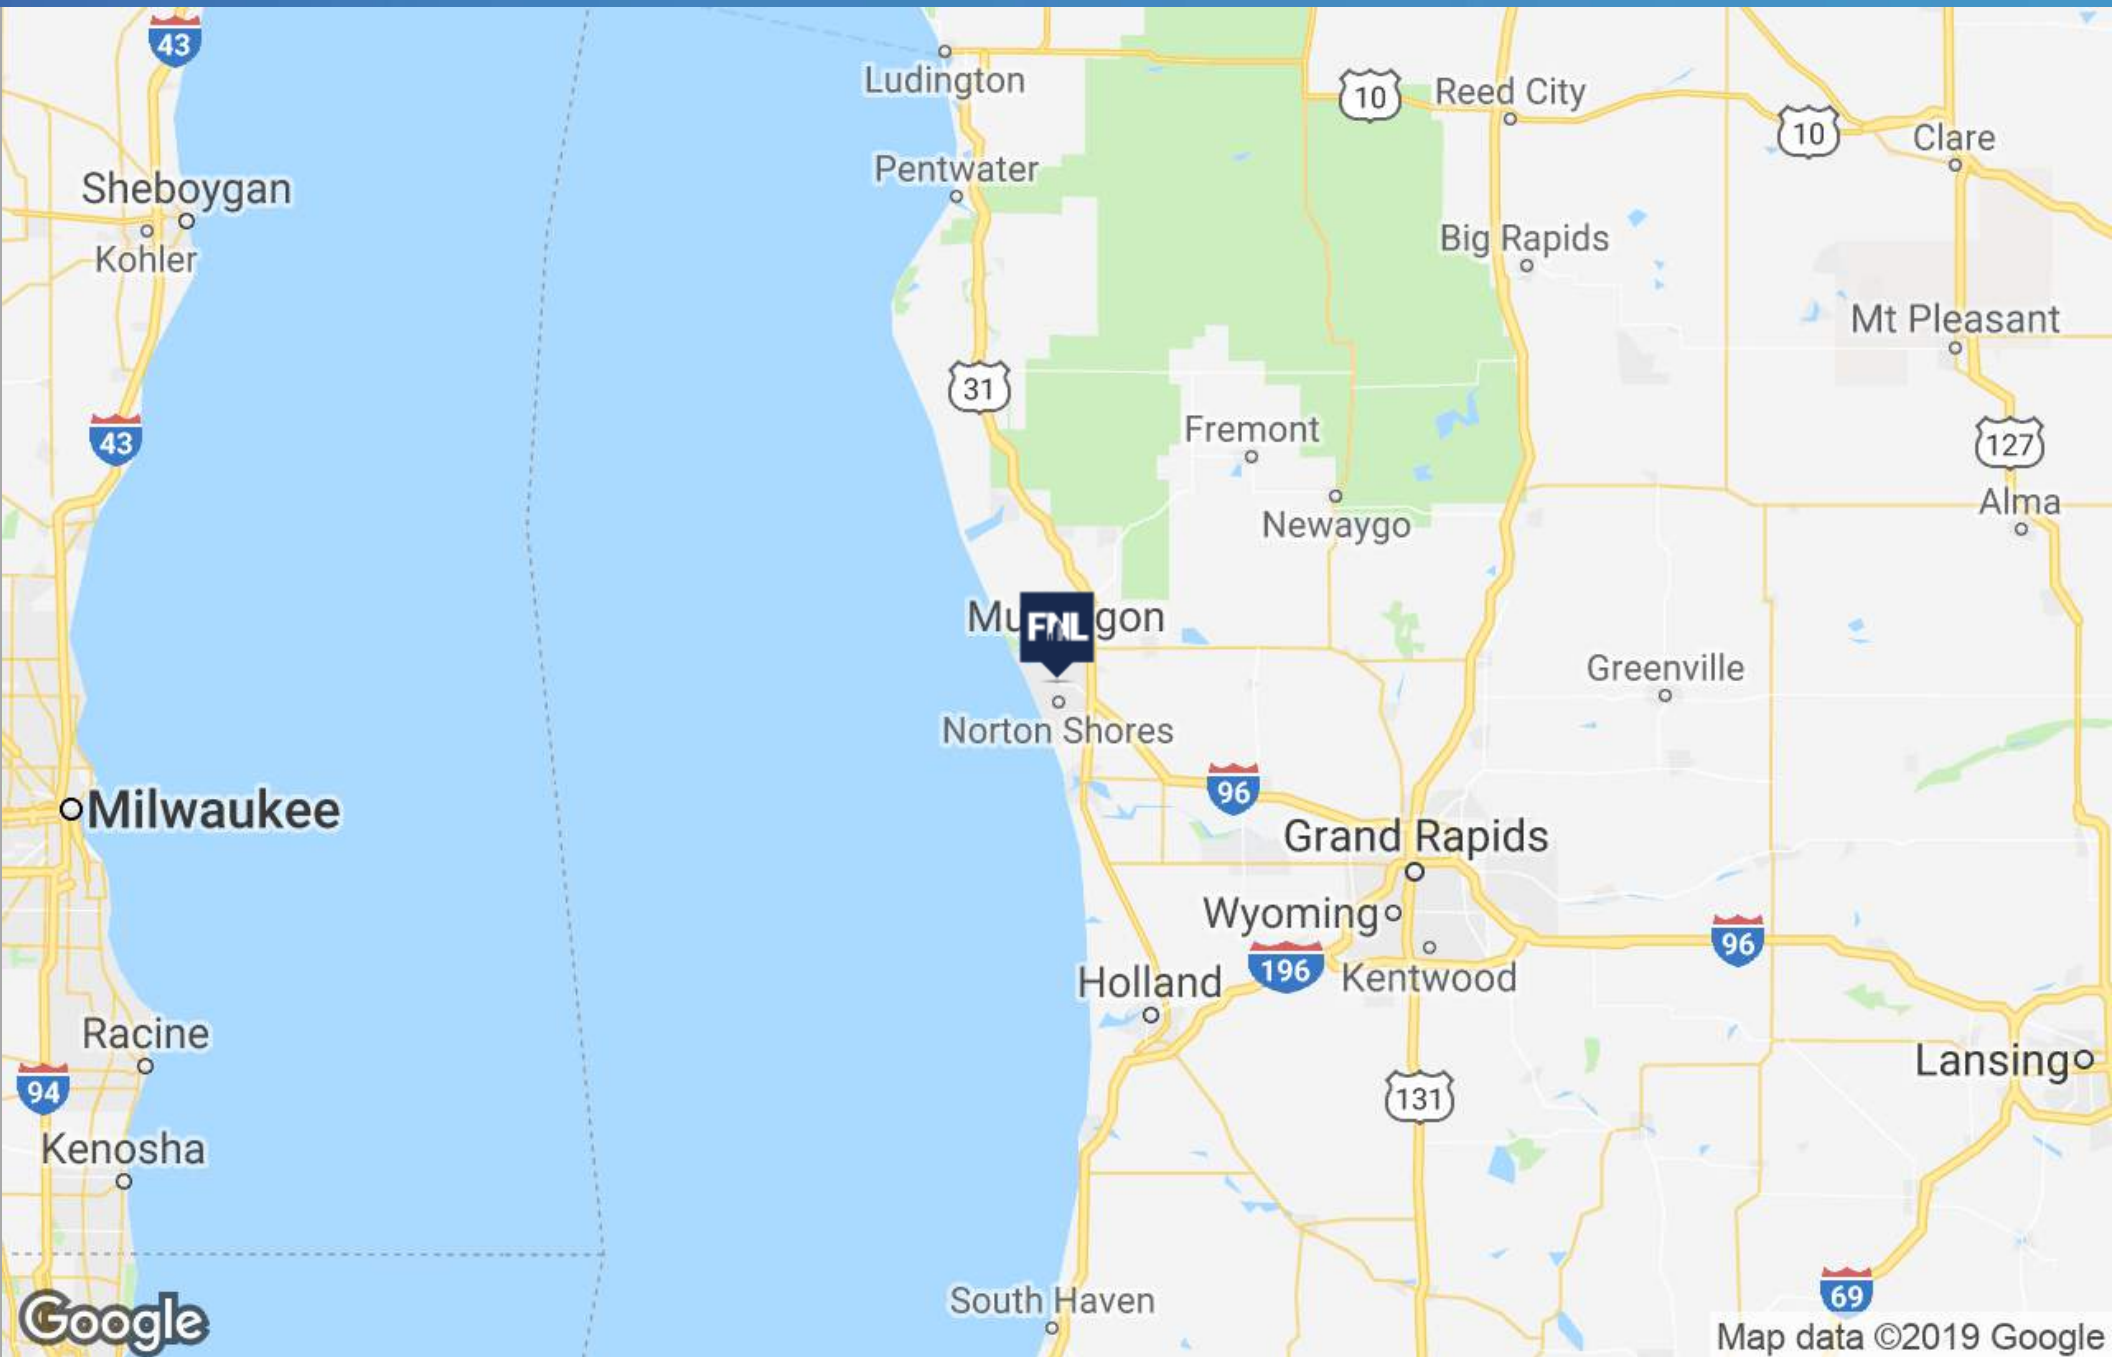 43
Ludington
10
Reed City
10
Clare
Pentwater
Sheboygan
Kohler
Big Rapids
Mt Pleasant
31
43
Fremont
127
Alma
Newaygo
Mu
FNL
gon
Greenville
Norton Shores
96
Milwaukee
Grand Rapids
Wyoming
96
196
Kentwood
Holland
Racine
94
Lansing
131
Kenosha
69
South Haven
Google
Map data ©2019 Google